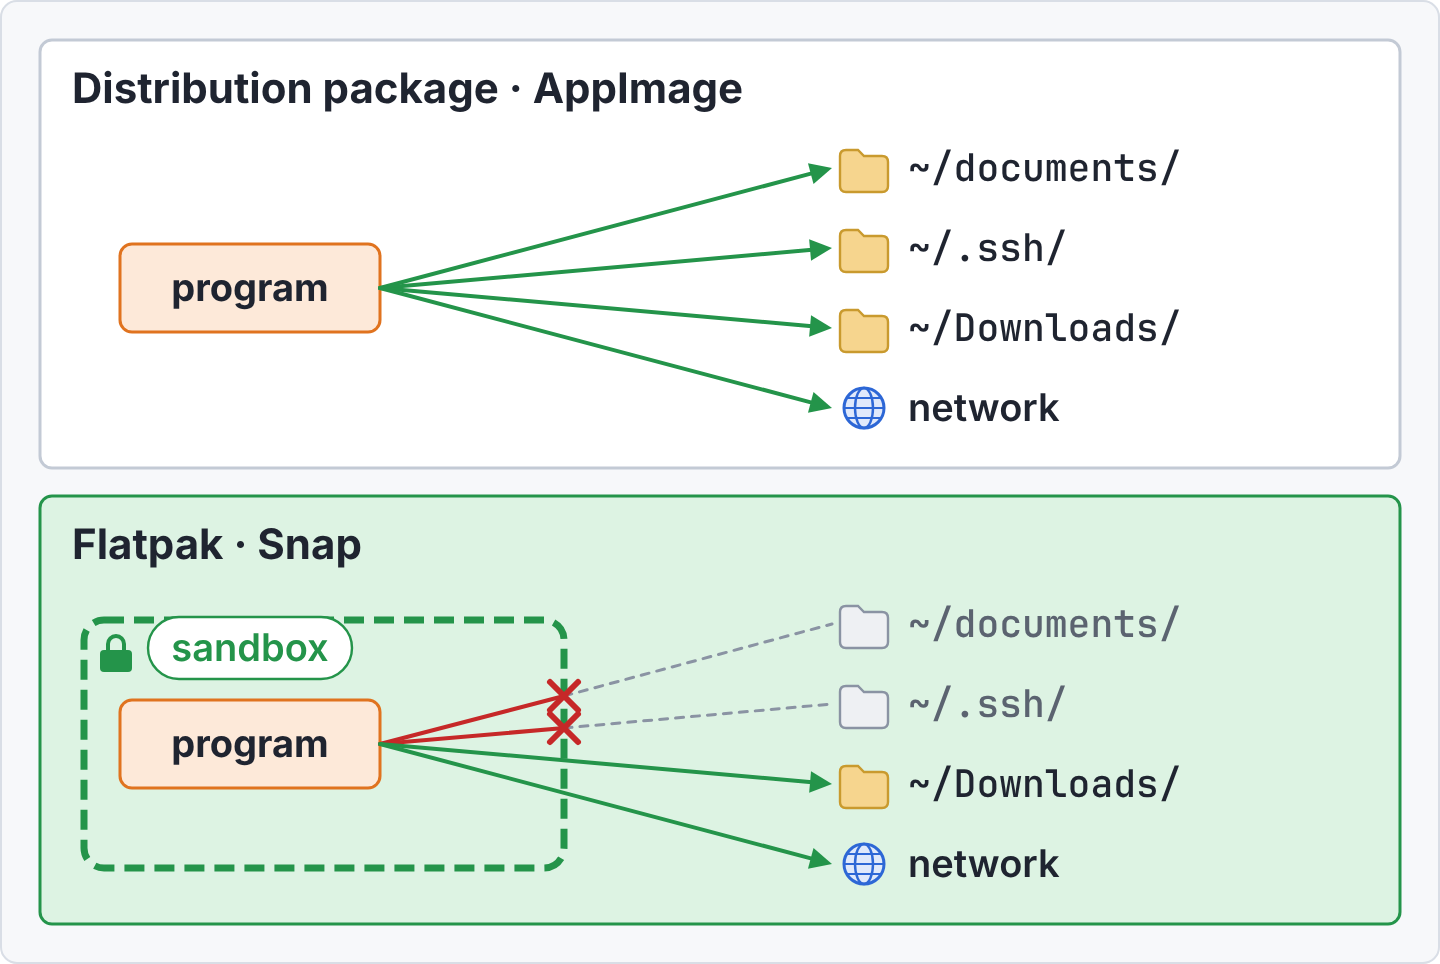 Distribution package · AppImage
program
~/documents/
~/.ssh/
~/Downloads/
network
Flatpak · Snap
sandbox
program
~/documents/
~/.ssh/
~/Downloads/
network